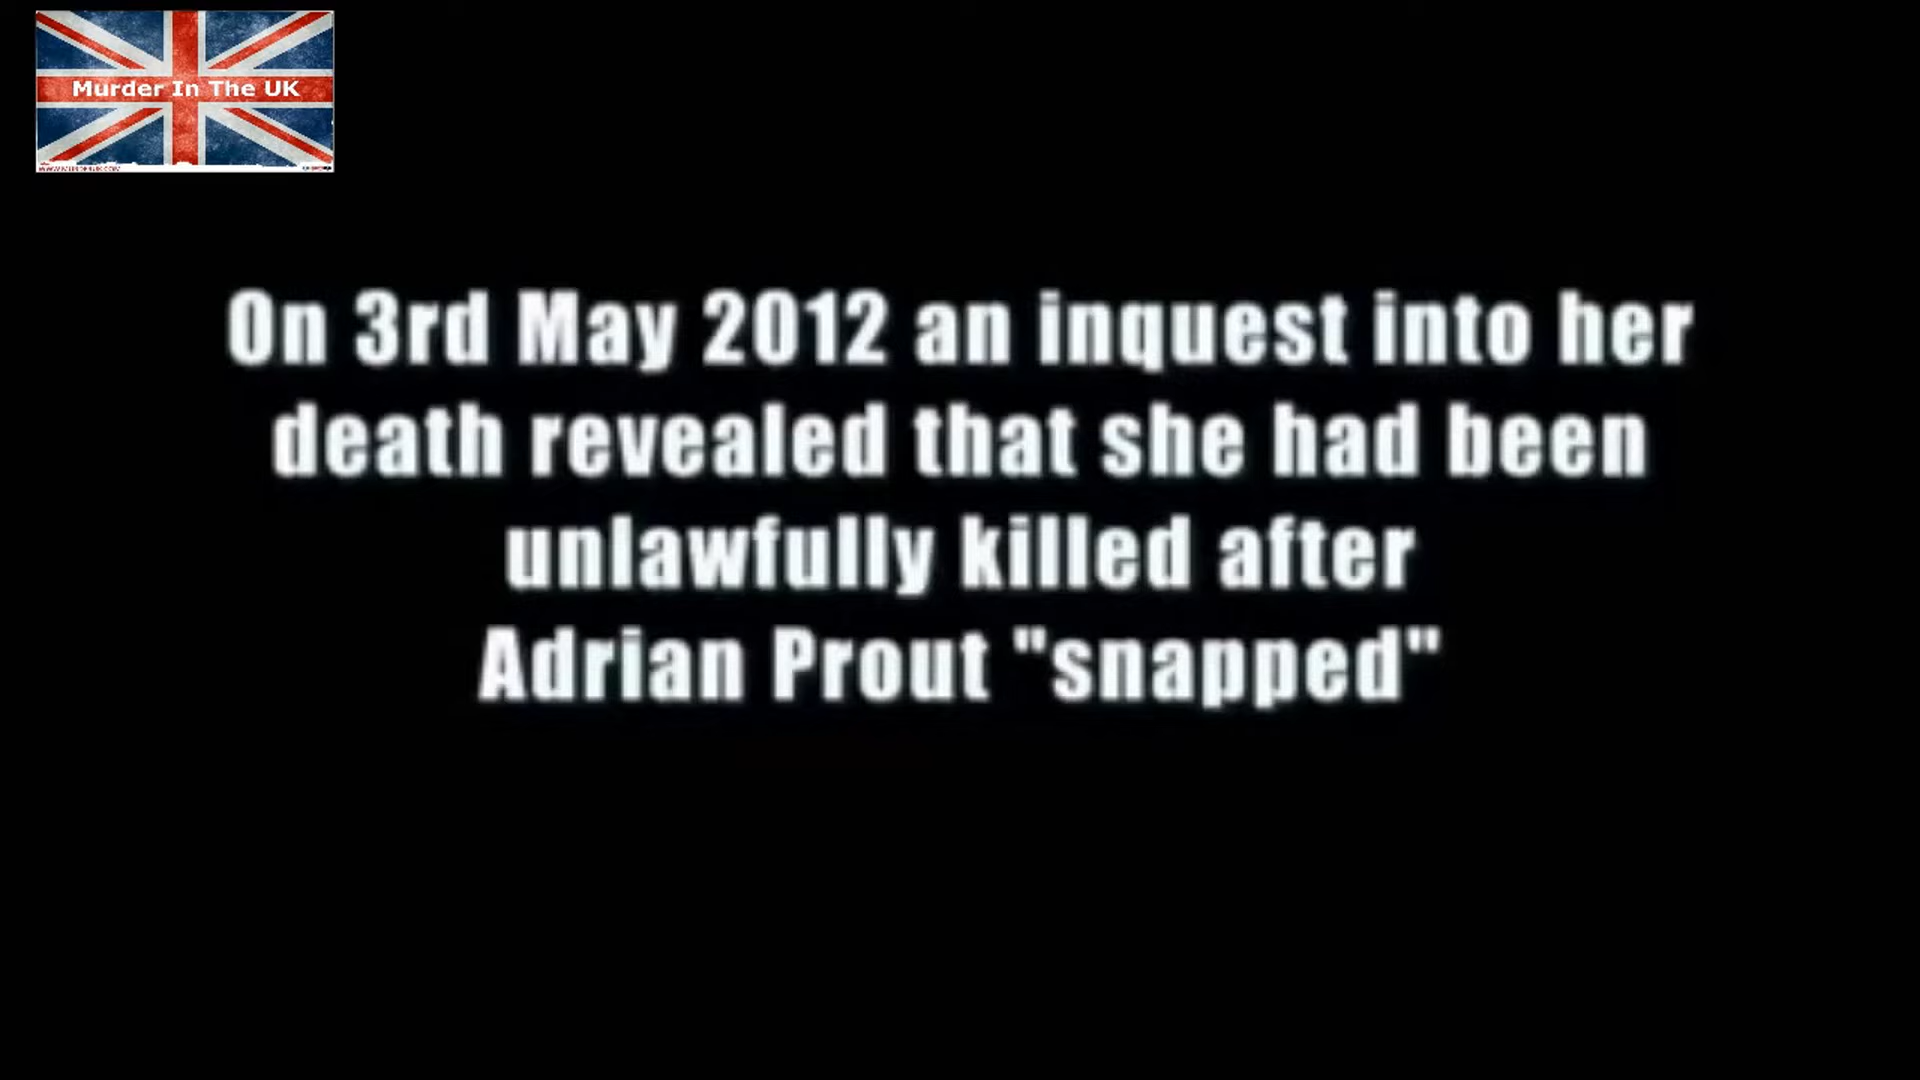 Murder In The UK
On 3rd May 2012 an inquest into her
death revealed that she had been
unlawfully killed after
Adrian Prout "snapped"